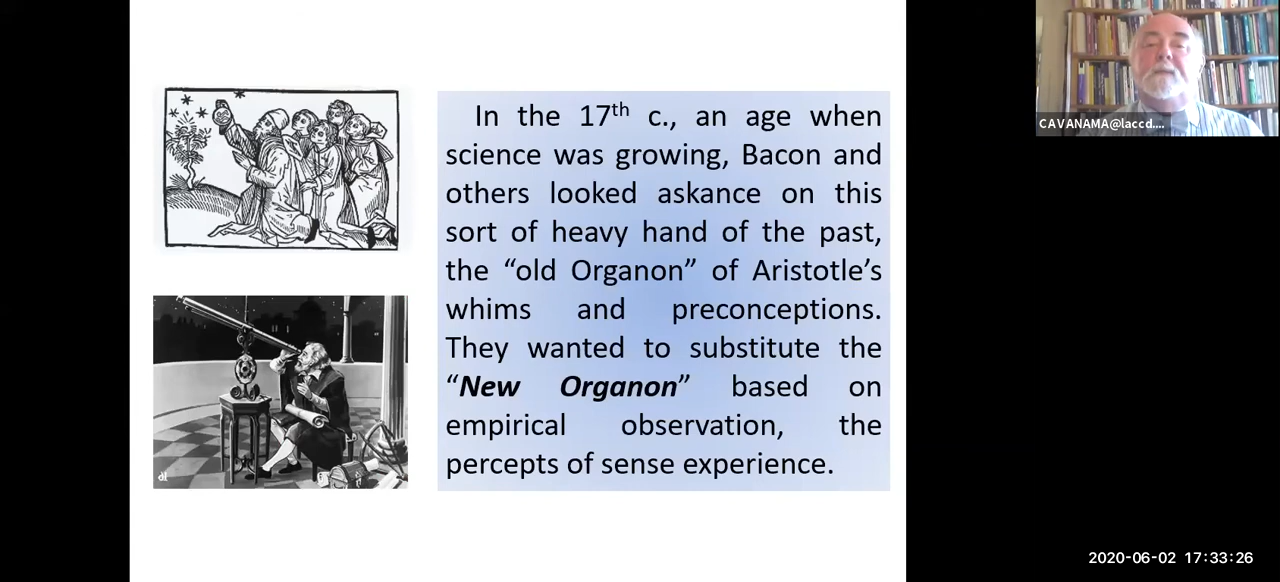 In the 17th c., an age when
science was growing, Bacon and
others looked askance on this
sort of heavy hand of the past,
the “old Organon” of Aristotle’s
whims and preconceptions.
They wanted to substitute the
“New Organon” based on
empirical observation, the
percepts of sense experience.
CAVANAMA@laccd....
dl
2020-06-02 17:33:26